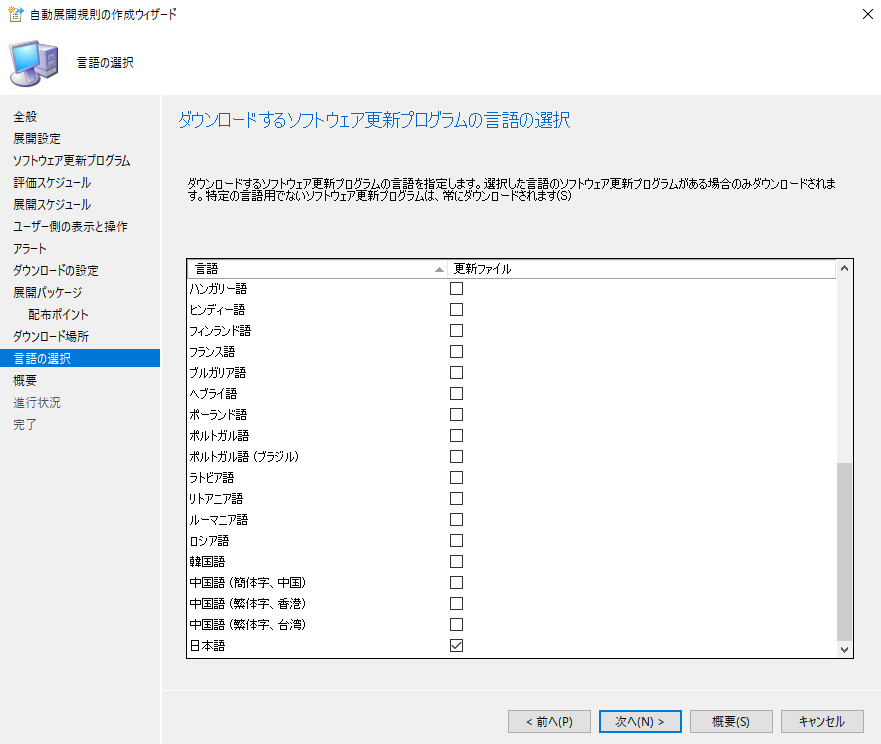 自動展開規則の作成ウィザード
言語の選択
全般
展開設定
ソフトウェア更新プログラム
評価スケジュール
展開スケジュール
ユーザー側の表示と操作
アラート
ダウンロードの設定
展開パッケージ
配布ポイント
ダウンロード場所
言語の選択
概要
進行状況
完了
ダウンロードするソフトウェア更新プログラムの言語の選択
ダウンロードするソフトウェア更新プログラムの言語を指定します。選択した言語のソフトウェア更新プログラムがある場合のみダウンロードされま
す。特定の言語用でないソフトウェア更新プログラムは、常にダウンロードされます(S)
言語 更新ファイル
ハンガリー語
ヒンディー語
フィンランド語
フランス語
ブルガリア語
ヘブライ語
ポーランド語
ポルトガル語
ポルトガル語 (ブラジル)
ラトビア語
リトアニア語
ルーマニア語
ロシア語
韓国語
中国語 (簡体字、中国)
中国語 (繁体字、香港)
中国語 (繁体字、台湾)
日本語
< 前へ(P) 次へ(N) > 概要(S) キャンセル